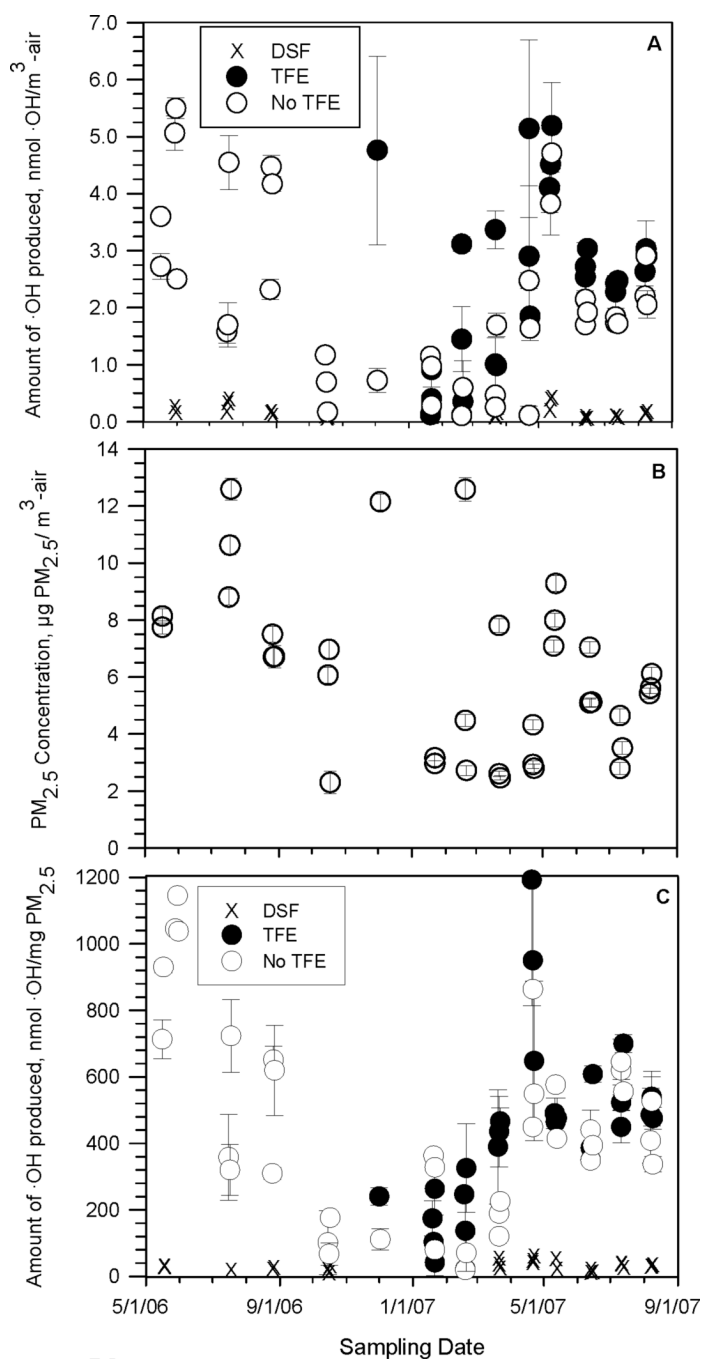 7.0
6.0
5.0
4.0
3.0
2.0
1.0
0.0
Amount of ·OH produced, nmol ·OH/m³-air
X DSF
TFE
No TFE
A
14
12
10
8
6
4
2
0
PM2.5 Concentration, µg PM2.5/ m³-air
B
1200
1000
800
600
400
200
0
Amount of ·OH produced, nmol ·OH/mg PM2.5
X DSF
TFE
No TFE
C
5/1/06 9/1/06 1/1/07 5/1/07 9/1/07
Sampling Date